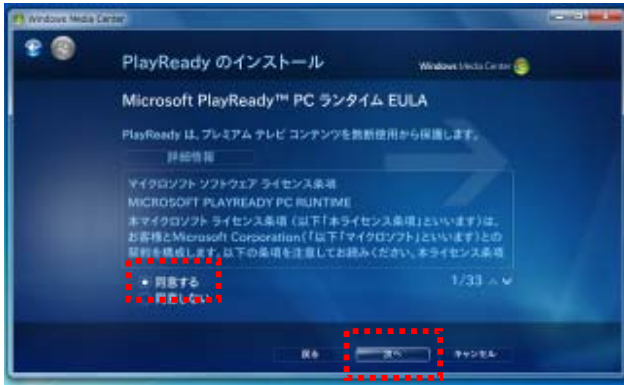 Windows Media Center
PlayReady のインストール
Windows Media Center
Microsoft PlayReady™ PC ランタイム EULA
PlayReady は、プレミアム テレビ コンテンツを無断使用から保護します。
詳細情報
マイクロソフト ソフトウェア ライセンス条項
MICROSOFT PLAYREADY PC RUNTIME
本マイクロソフト ライセンス条項 (以下「本ライセンス条項」といいます) は、
お客様とMicrosoft Corporation(「以下「マイクロソフト」といいます)との
契約を構成します。以下の条項を注意してお読みください。本ライセンス条項
同意する
1/33
同意しない
戻る
次へ
キャンセル